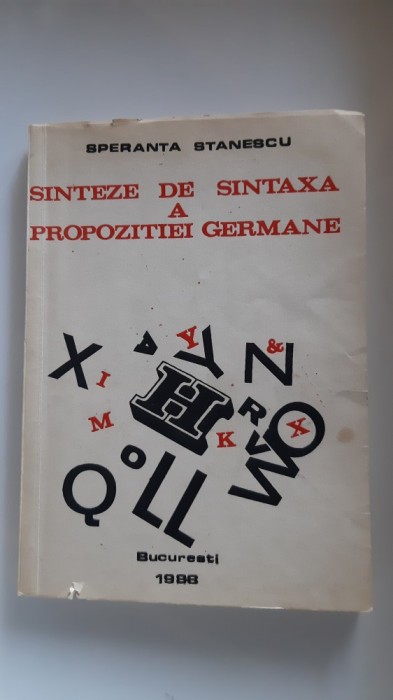 SPERANTA STANESCU
SINTEZE DE SINTAXA
A
PROPOZITIEI GERMANE
X I M A Y Y N &
H R V
K W O X
Q O L L
Bucuresti
1986